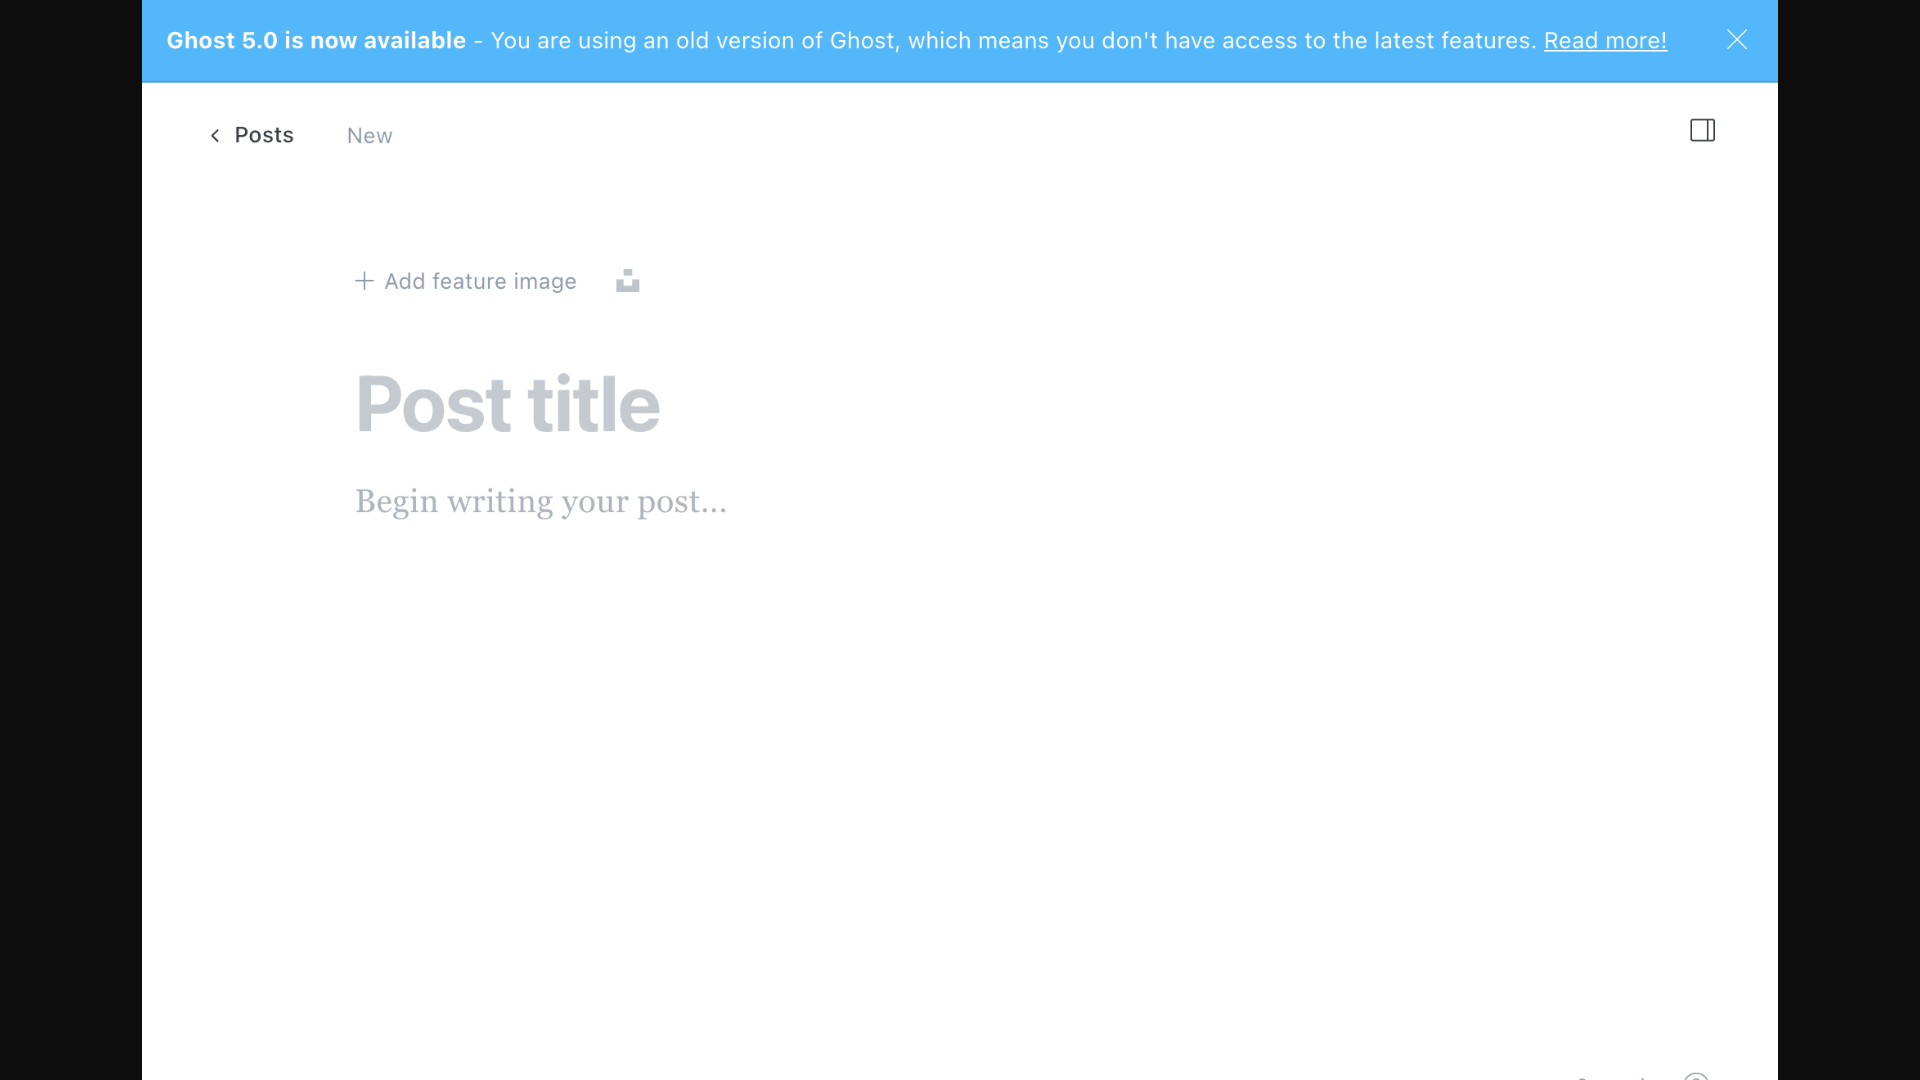 Ghost 5.0 is now available - You are using an old version of Ghost, which means you don't have access to the latest features. Read more!
Posts New
Add feature image
Post title
Begin writing your post...